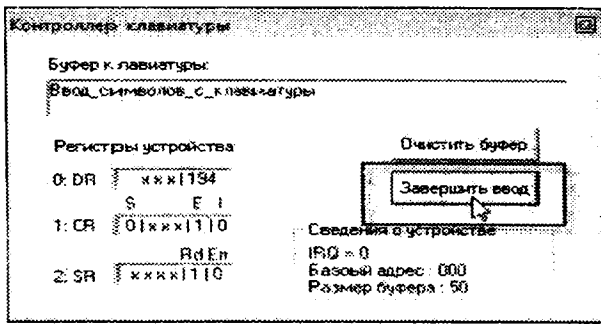 Контроллер клавиатуры
Буфер клавиатуры:
Ввод_символов_с_клавиатуры
Регистры устройства
Очистить буфер
0: DR xxx|194
Завершить ввод
S E I
1: CR 0|xxx|1|0
Сведения о устройстве
Rd En
IRQ = 0
2: SR xxxx|1|0
Базовый адрес : 000
Размер буфера : 50